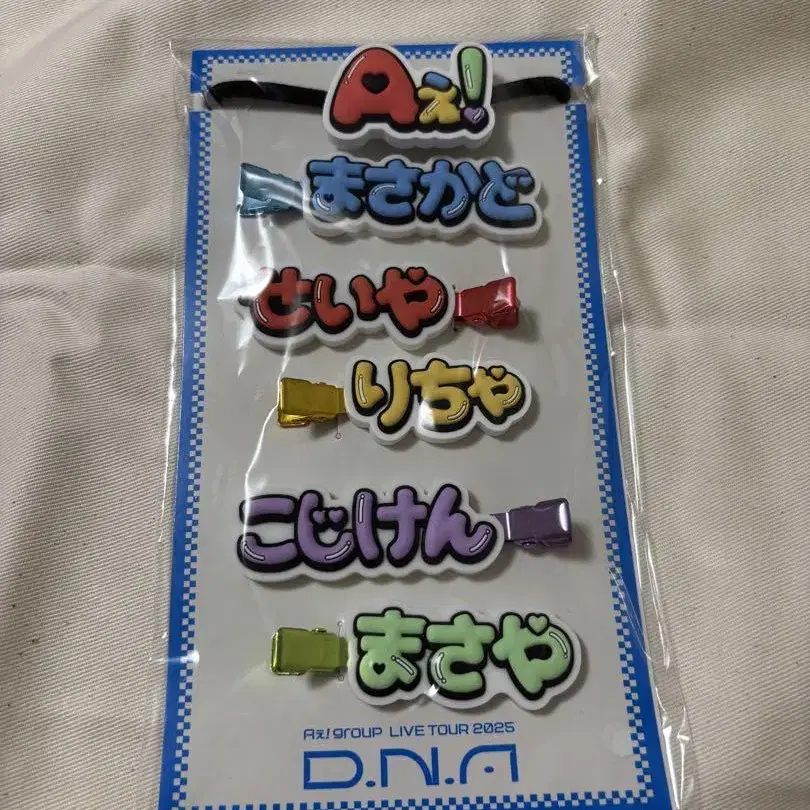 Aぇ!
まさかど
せいや
りちゃ
こじけん
まさや
Aぇ! group LIVE TOUR 2025
D.N.A